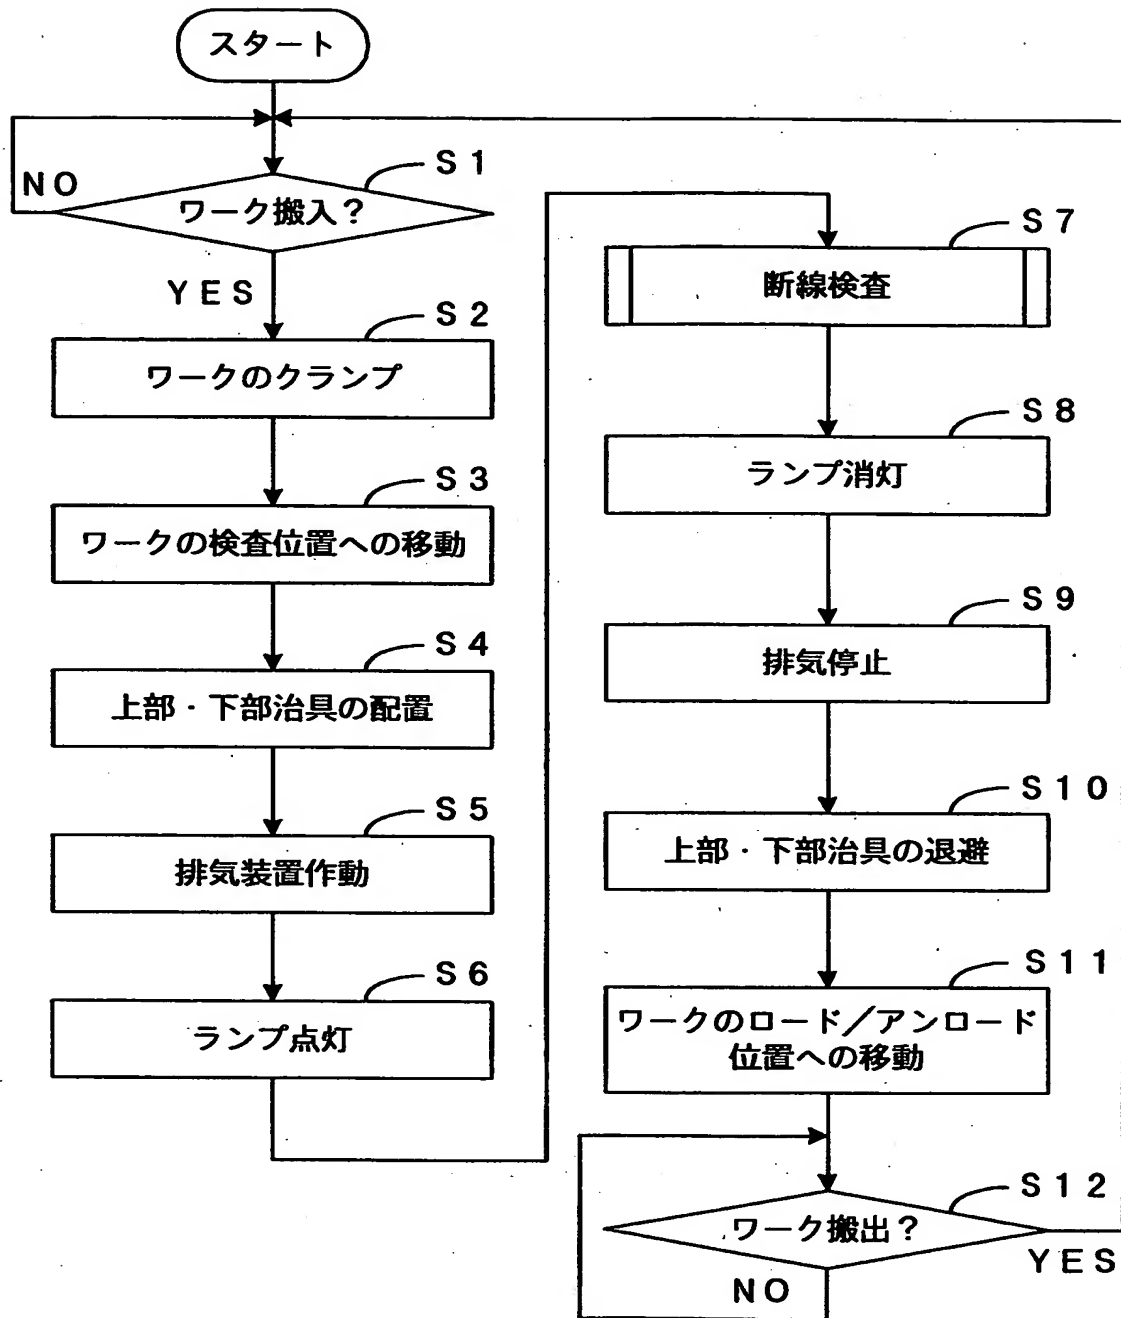 スタート
S1
NO
ワーク搬入?
YES
S2
ワークのクランプ
S3
ワークの検査位置への移動
S4
上部・下部治具の配置
S5
排気装置作動
S6
ランプ点灯
S7
断線検査
S8
ランプ消灯
S9
排気停止
S10
上部・下部治具の退避
S11
ワークのロード/アンロード
位置への移動
S12
ワーク搬出?
YES
NO